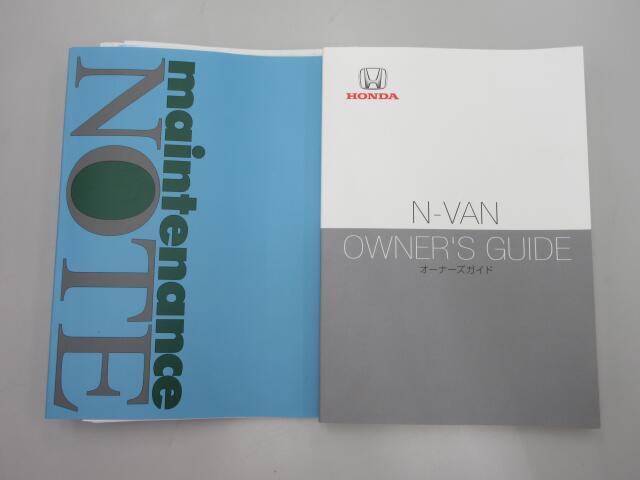 maintenance
NOTE
HONDA
N-VAN
OWNER'S GUIDE
オーナーズガイド